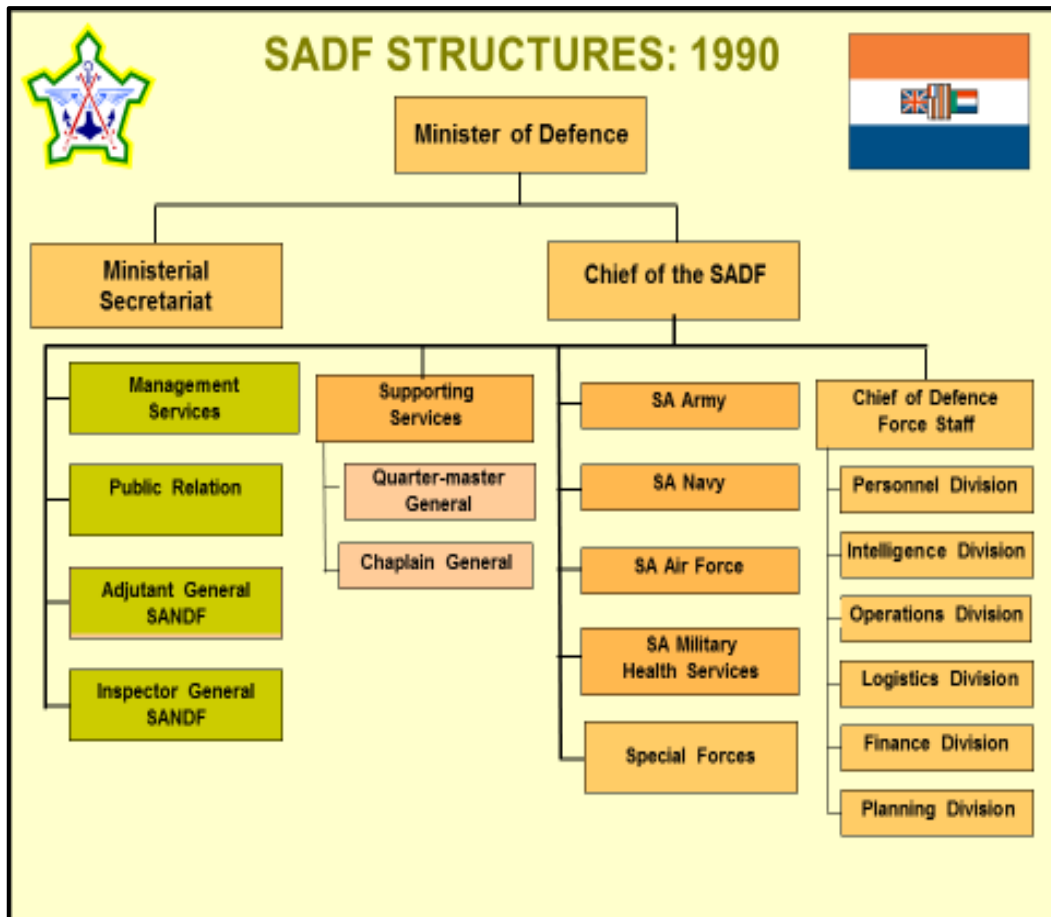 SADF STRUCTURES: 1990
Minister of Defence
Ministerial
Secretariat
Chief of the SADF
Management
Services
Public Relation
Adjutant General
SANDF
Inspector General
SANDF
Supporting
Services
Quarter-master
General
Chaplain General
SA Army
SA Navy
SA Air Force
SA Military
Health Services
Special Forces
Chief of Defence
Force Staff
Personnel Division
Intelligence Division
Operations Division
Logistics Division
Finance Division
Planning Division